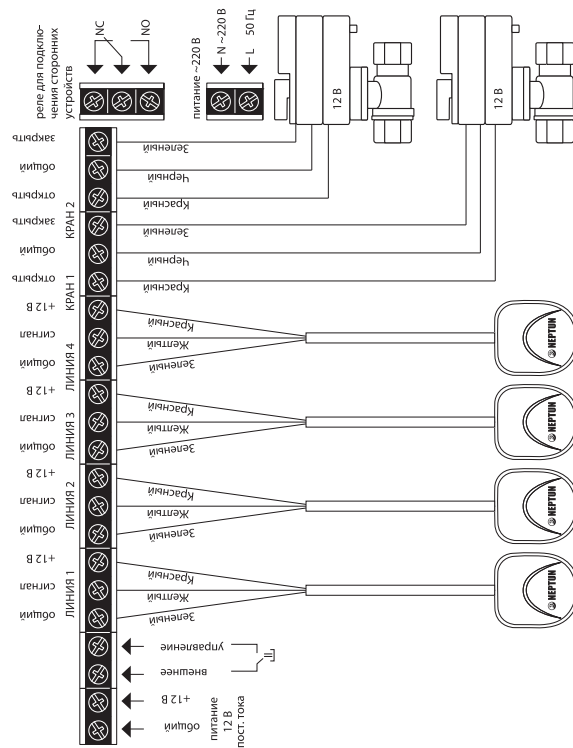 реле для подклю-
чения сторонних
устройств
NC
NO
питание ~220 В
N ~220 В
L 50 Гц
12 В
12 В
закрыть
общий
открыть
КРАН 2
закрыть
общий
открыть
КРАН 1
Зеленый
Черный
Красный
Зеленый
Черный
Красный
+12 В
сигнал
общий
ЛИНИЯ 4
Красный
Желтый
Зеленый
NEPTUN
+12 В
сигнал
общий
ЛИНИЯ 3
Красный
Желтый
Зеленый
NEPTUN
+12 В
сигнал
общий
ЛИНИЯ 2
Красный
Желтый
Зеленый
NEPTUN
+12 В
сигнал
общий
ЛИНИЯ 1
Красный
Желтый
Зеленый
NEPTUN
управление
внешнее
+12 В
общий
питание
12 В
пост. тока